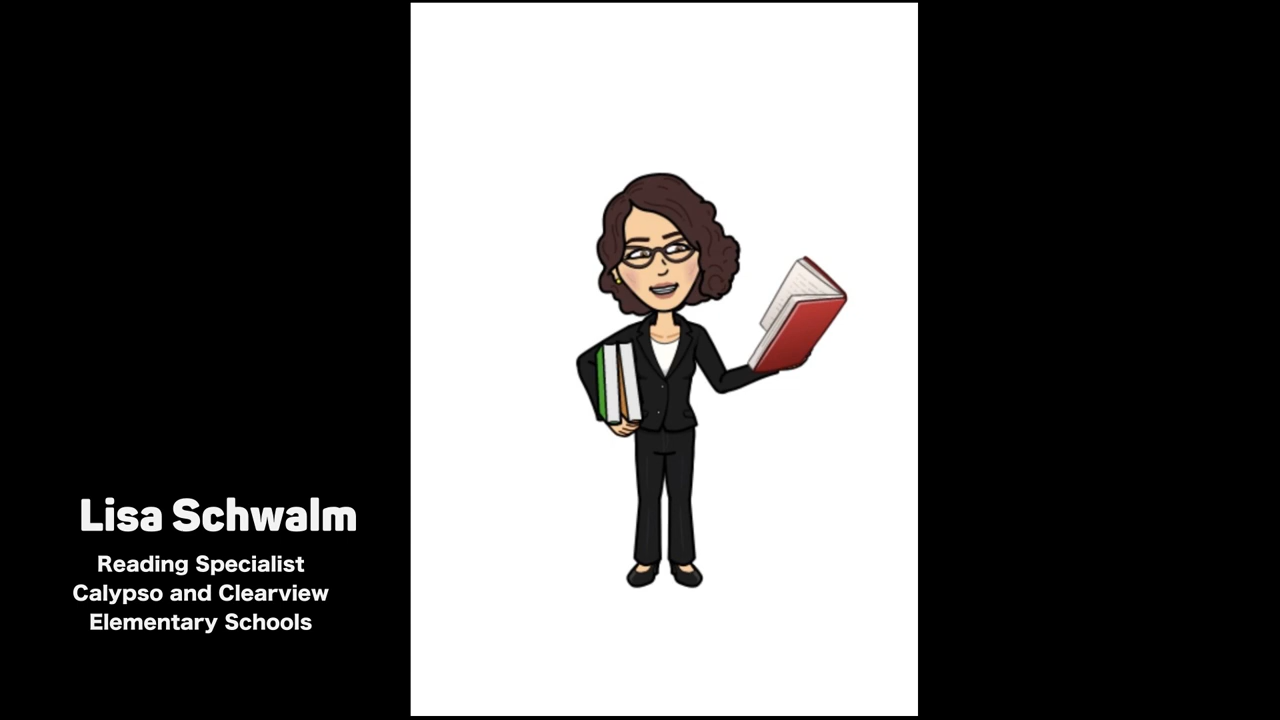 Lisa Schwalm
Reading Specialist
Calypso and Clearview
Elementary Schools